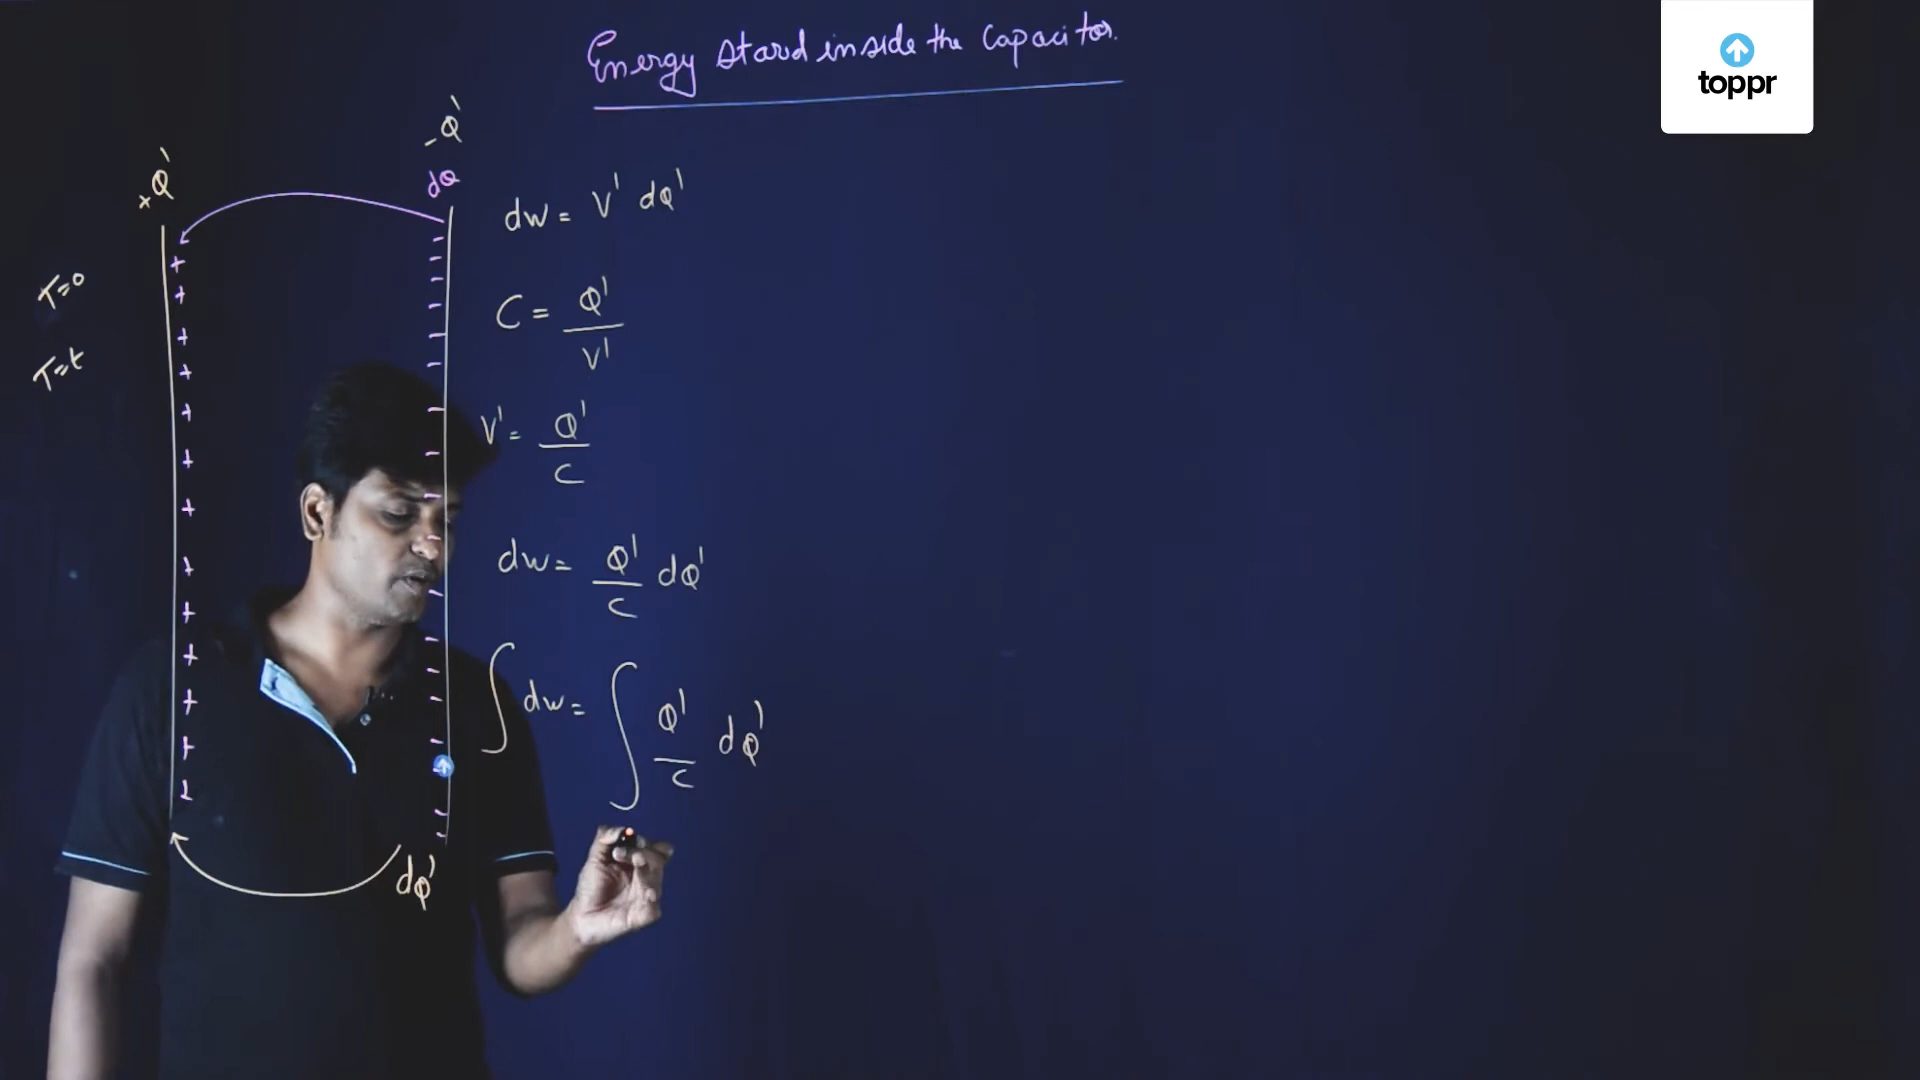 Energy stored inside the Capacitor.
toppr
+Q'
-Q'
dQ
T=0
T=t
dw = V' dQ'
C = Q'/V'
V' = Q'/C
dw = Q'/C dQ'
∫ dw = ∫ Q'/C dQ'
dQ'